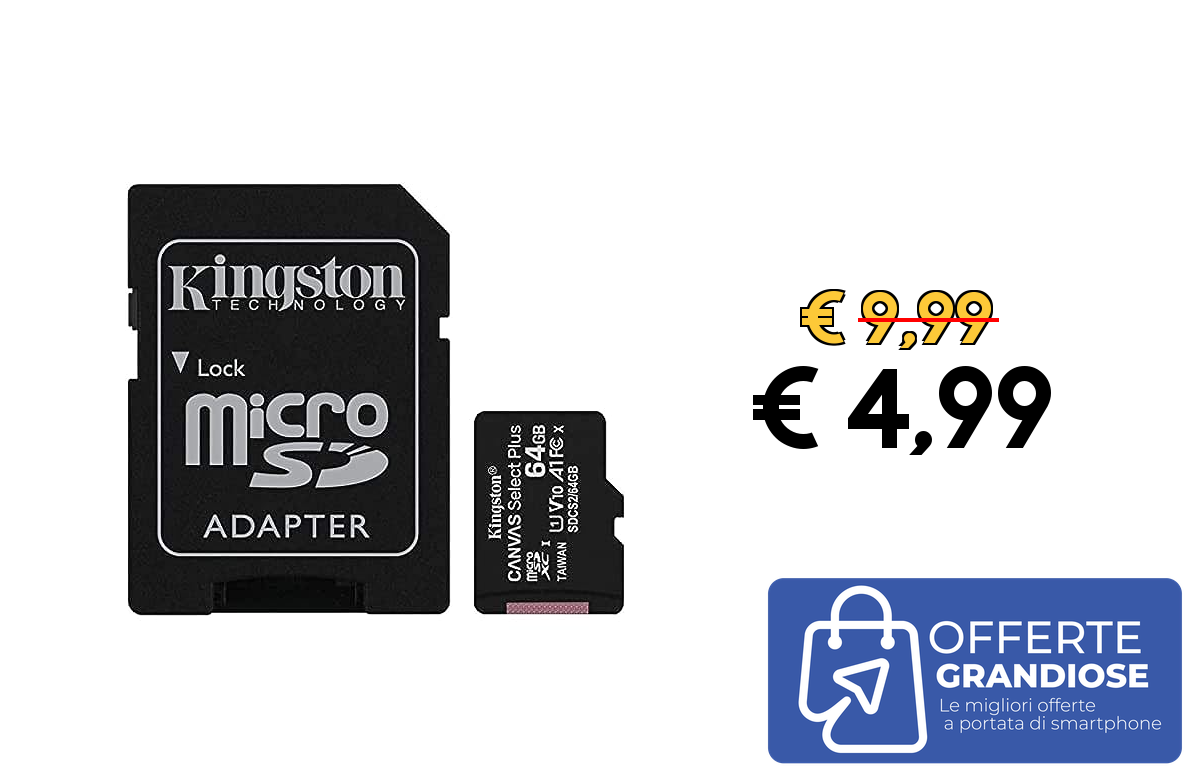 Kingston
TECHNOLOGY
Lock
micro
SD
ADAPTER
Kingston®
CANVAS Select Plus
64GB
micro
SD
XC I
U1 V10 A1 FC X
TAIWAN SDCS2/64GB
€ 9,99
€ 4,99
OFFERTE
GRANDIOSE
Le migliori offerte
a portata di smartphone